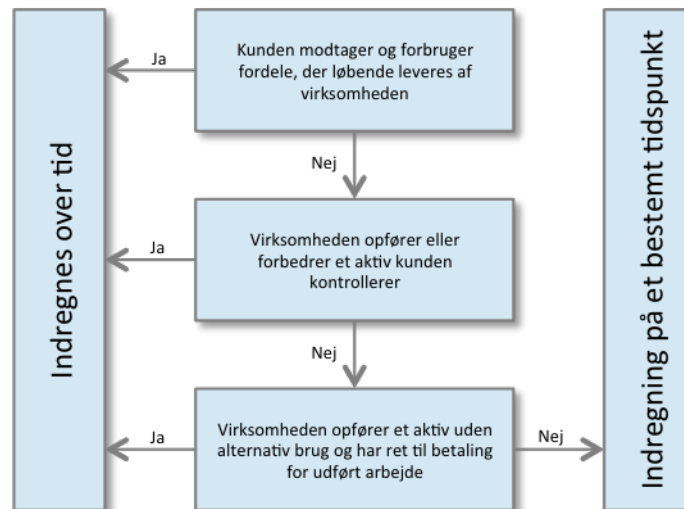 Indregnes over tid
Ja
Kunden modtager og forbruger
fordele, der løbende leveres af
virksomheden
Nej
Ja
Virksomheden opfører eller
forbedrer et aktiv kunden
kontrollerer
Nej
Ja
Virksomheden opfører et aktiv uden
alternativ brug og har ret til betaling
for udført arbejde
Nej
Indregning på et bestemt tidspunkt